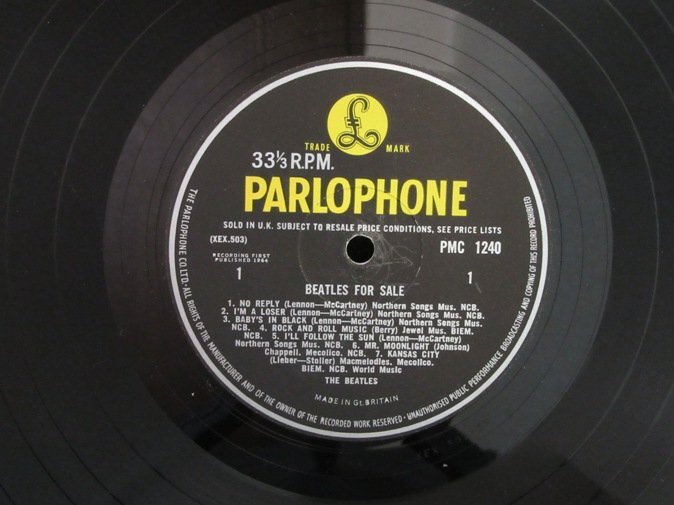 £
TRADE MARK
33⅓ R.P.M.
PARLOPHONE
SOLD IN U.K. SUBJECT TO RESALE PRICE CONDITIONS, SEE PRICE LISTS
(XEX.503) PMC 1240
RECORDING FIRST
PUBLISHED 1964
1 1
BEATLES FOR SALE
1. NO REPLY (Lennon—McCartney) Northern Songs Mus. NCB.
2. I'M A LOSER (Lennon—McCartney) Northern Songs Mus. NCB.
3. BABY'S IN BLACK (Lennon—McCartney) Northern Songs Mus.
NCB. 4. ROCK AND ROLL MUSIC (Berry) Jewel Mus. BIEM.
NCB. 5. I'LL FOLLOW THE SUN (Lennon—McCartney)
Northern Songs Mus. NCB. 6. MR. MOONLIGHT (Johnson)
Chappell. Mecolico. NCB. 7. KANSAS CITY
(Lieber—Stoller) Macmelodies. Mecolico.
BIEM. NCB. World Music
THE BEATLES
MADE IN Gt. BRITAIN
THE PARLOPHONE CO. LTD · ALL RIGHTS OF THE MANUFACTURER AND OF THE OWNER OF THE RECORDED WORK RESERVED · UNAUTHORISED PUBLIC PERFORMANCE BROADCASTING AND COPYING OF THIS RECORD PROHIBITED